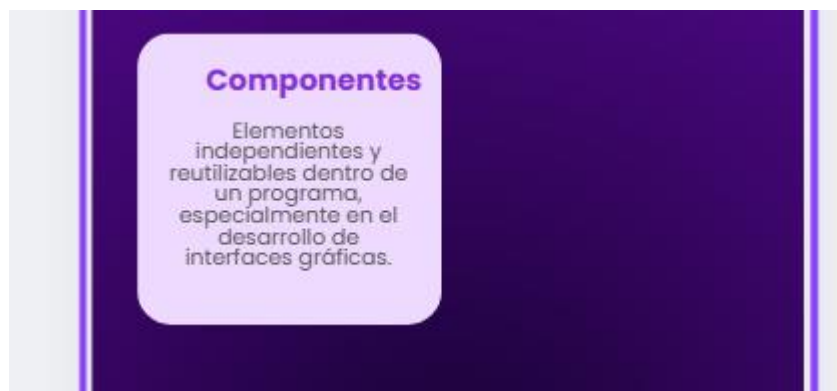 Componentes
Elementos
independientes y
reutilizables dentro de
un programa,
especialmente en el
desarrollo de
interfaces gráficas.